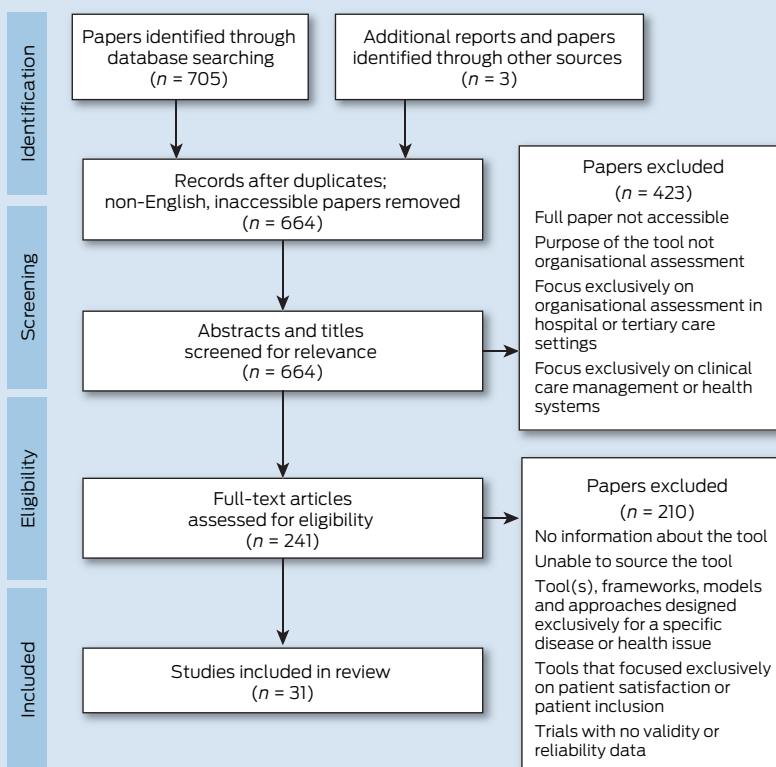 Identification
Papers identified through
database searching
(n = 705)
Additional reports and papers
identified through other sources
(n = 3)
Records after duplicates;
non-English, inaccessible papers removed
(n = 664)
Screening
Abstracts and titles
screened for relevance
(n = 664)
Papers excluded
(n = 423)
Full paper not accessible
Purpose of the tool not
organisational assessment
Focus exclusively on
organisational assessment in
hospital or tertiary care
settings
Focus exclusively on clinical
care management or health
systems
Eligibility
Full-text articles
assessed for eligibility
(n = 241)
Papers excluded
(n = 210)
No information about the tool
Unable to source the tool
Tool(s), frameworks, models
and approaches designed
exclusively for a specific
disease or health issue
Tools that focused exclusively
on patient satisfaction or
patient inclusion
Trials with no validity or
reliability data
Included
Studies included in review
(n = 31)